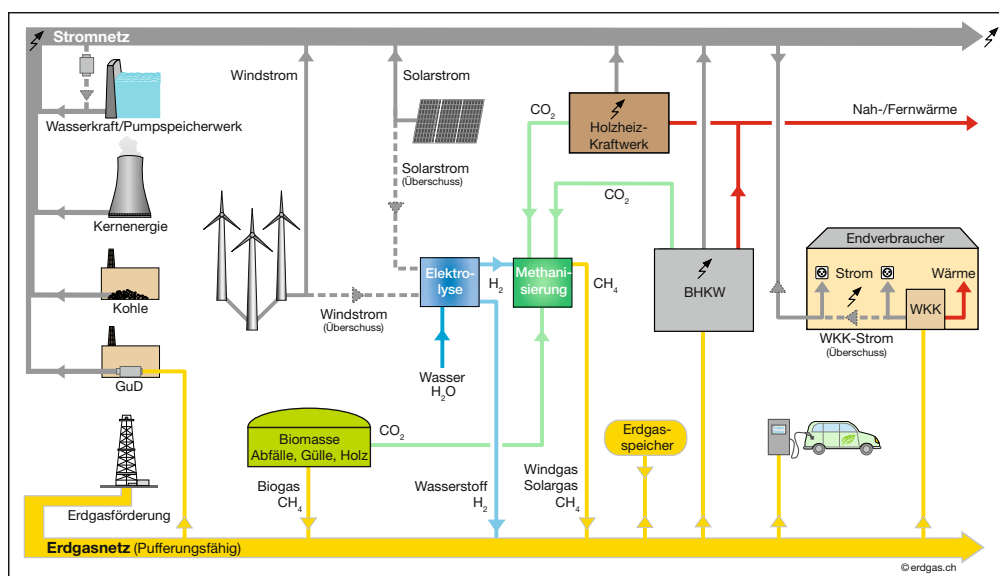 Stromnetz
Windstrom
Solarstrom
CO2
Holzheiz-
Kraftwerk
Nah-/Fernwärme
Wasserkraft/Pumpspeicherwerk
Solarstrom
(Überschuss)
CO2
Kernenergie
Endverbraucher
Strom
Wärme
Elektro-
lyse
H2
Methani-
sierung
CH4
BHKW
WKK
Kohle
Windstrom
(Überschuss)
WKK-Strom
(Überschuss)
GuD
Wasser
H2O
Biomasse
Abfälle, Gülle, Holz
CO2
Erdgas-
speicher
Biogas
CH4
Wasserstoff
H2
Windgas
Solargas
CH4
Erdgasförderung
Erdgasnetz (Pufferungsfähig)
© erdgas.ch